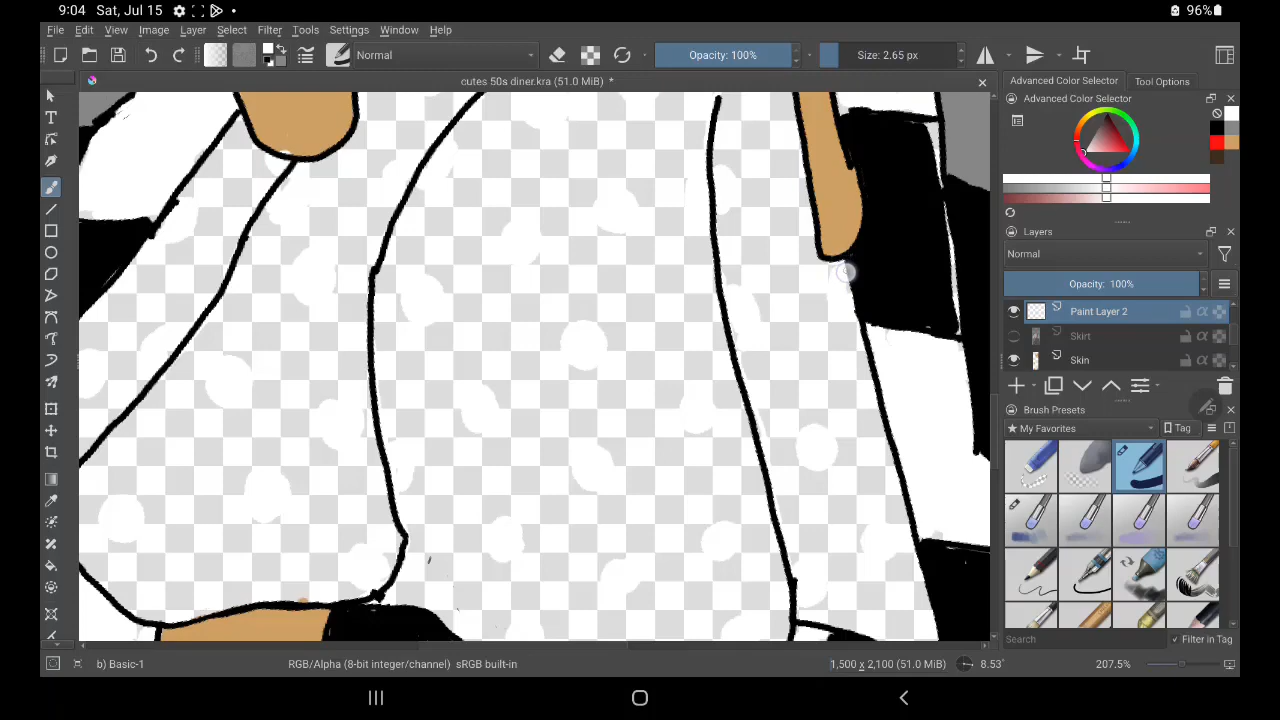 9:04 Sat, Jul 15 96%
File Edit View Image Layer Select Filter Tools Settings Window Help
Normal Opacity: 100% Size: 2.65 px
cutes 50s diner.kra (51.0 MiB) *
Advanced Color Selector Tool Options
Advanced Color Selector
Layers
Normal
Opacity: 100%
Paint Layer 2
Skirt
Skin
Brush Presets
★ My Favorites Tag
Search ✓ Filter in Tag
b) Basic-1 RGB/Alpha (8-bit integer/channel) sRGB built-in 1,500 x 2,100 (51.0 MiB) 8.53° 207.5%